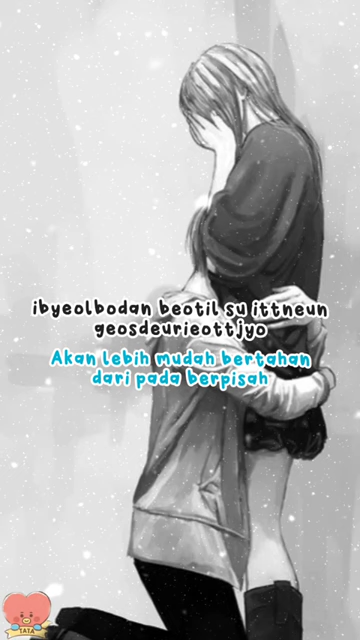 ibyeolbodan beotil su ittneun
geosdeurieottjyo
Akan lebih mudah bertahan
dari pada berpisah
TATA